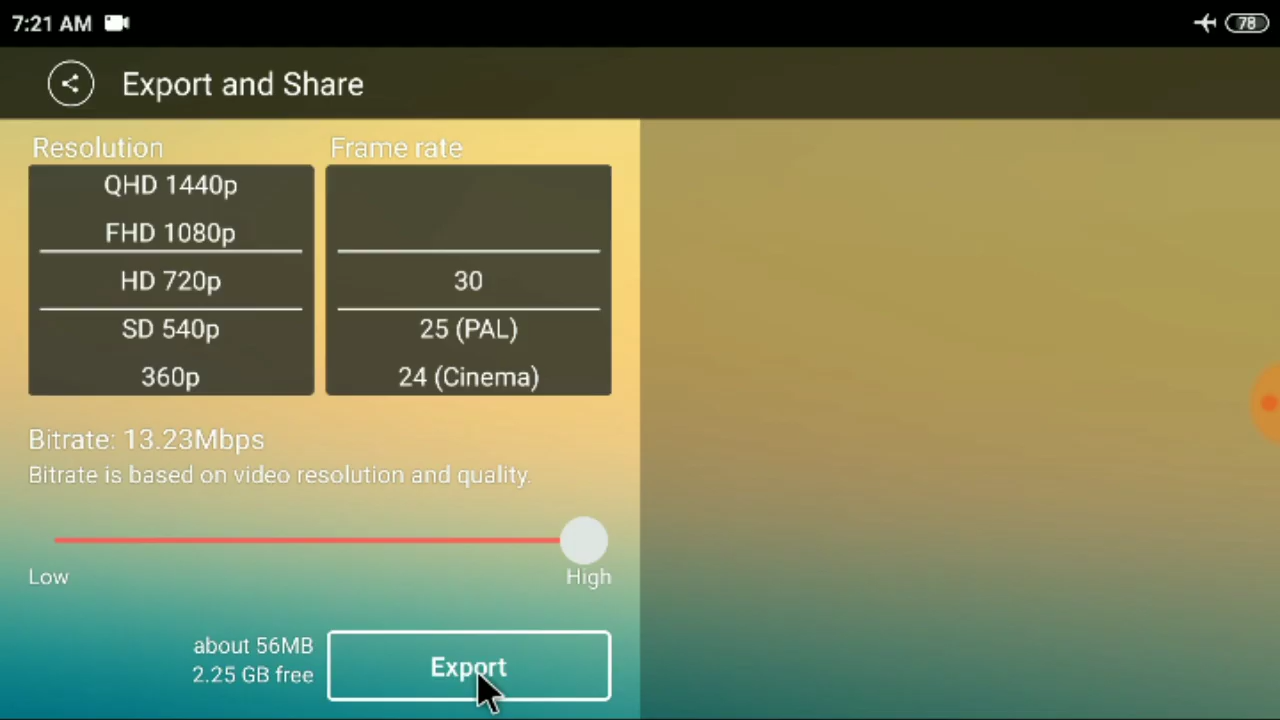 7:21 AM
78
Export and Share
Resolution
Frame rate
QHD 1440p
FHD 1080p
HD 720p
SD 540p
360p
30
25 (PAL)
24 (Cinema)
Bitrate: 13.23Mbps
Bitrate is based on video resolution and quality.
Low
High
about 56MB
2.25 GB free
Export